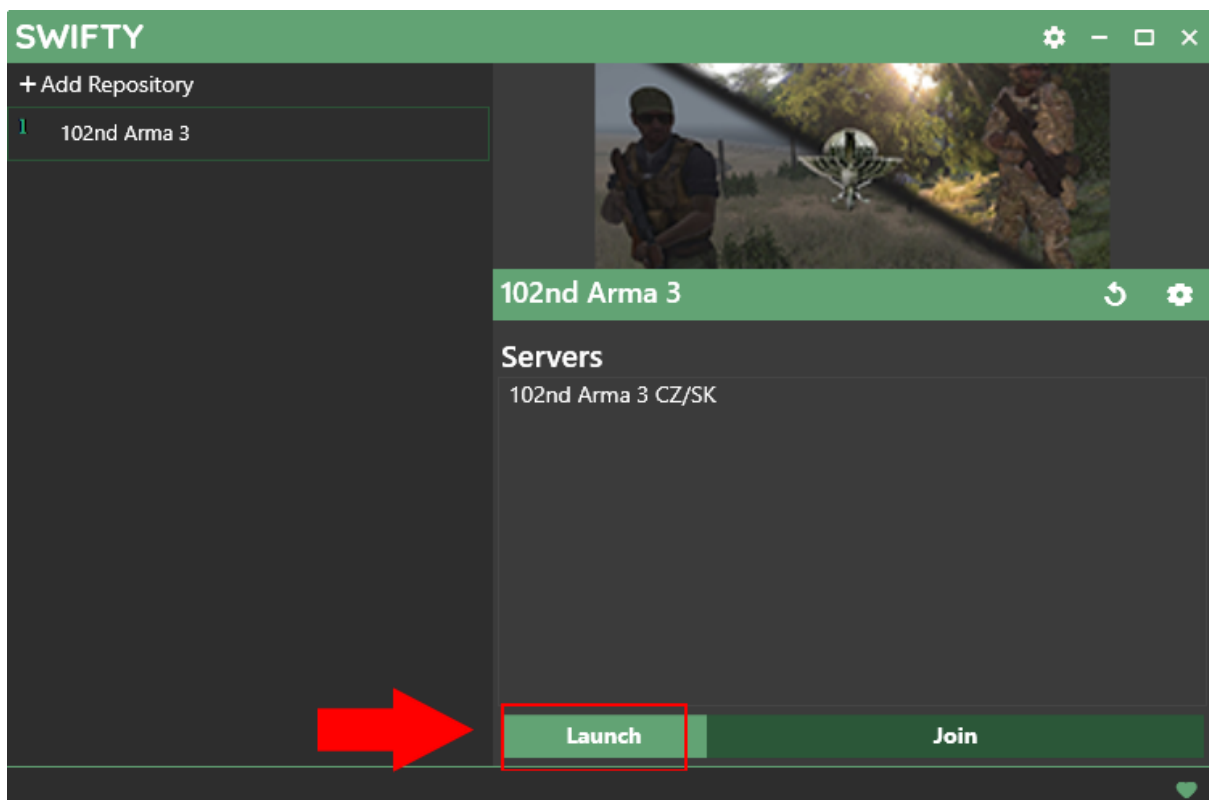 SWIFTY
+ Add Repository
1 102nd Arma 3
102nd Arma 3
Servers
102nd Arma 3 CZ/SK
Launch
Join